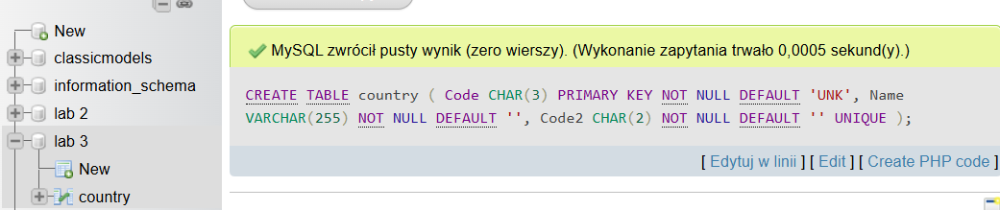 New
classicmodels
information_schema
lab 2
lab 3
New
country
MySQL zwrócił pusty wynik (zero wierszy). (Wykonanie zapytania trwało 0,0005 sekund(y).)
CREATE TABLE country ( Code CHAR(3) PRIMARY KEY NOT NULL DEFAULT 'UNK', Name
VARCHAR(255) NOT NULL DEFAULT '', Code2 CHAR(2) NOT NULL DEFAULT '' UNIQUE );
[ Edytuj w linii ] [ Edit ] [ Create PHP code ]